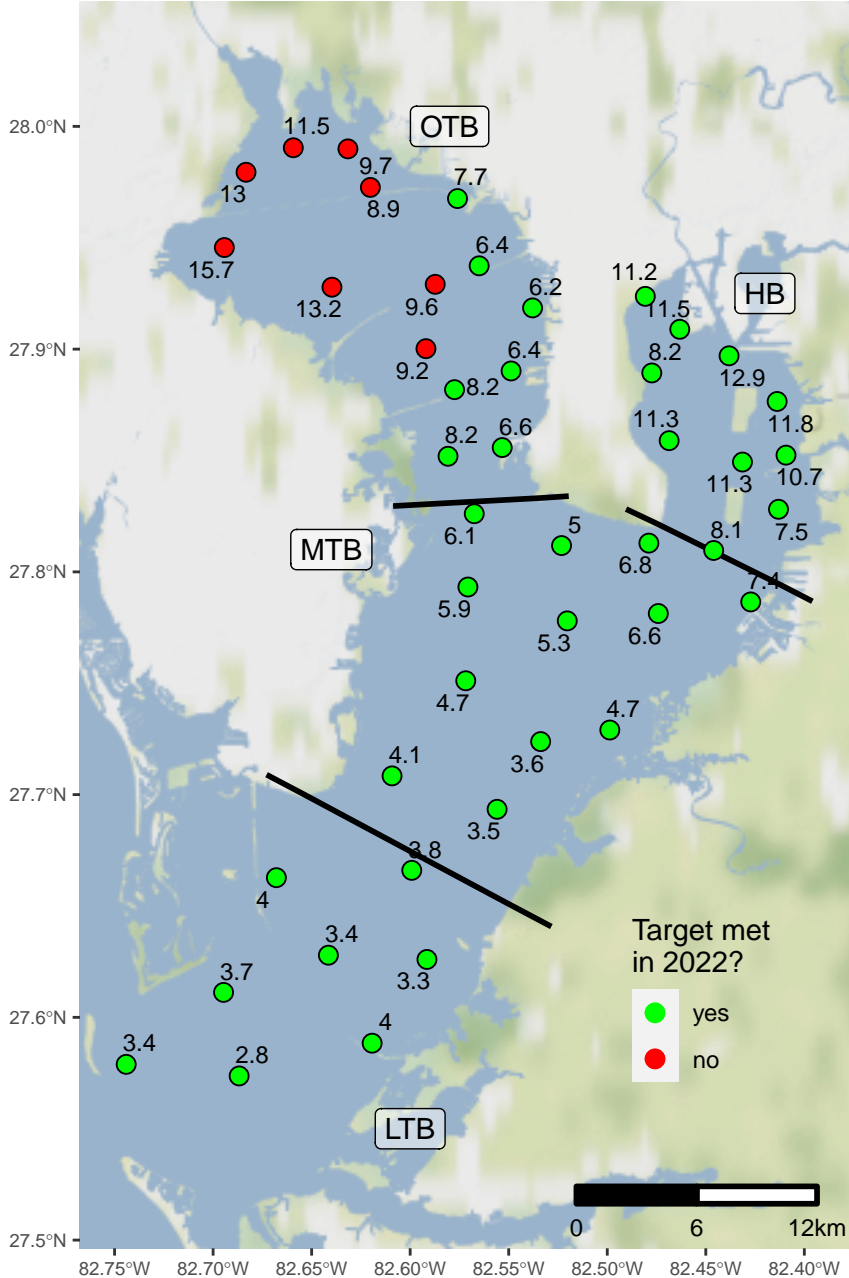 28.0°N
27.9°N
27.8°N
27.7°N
27.6°N
27.5°N
11.5
OTB
9.7
7.7
13
8.9
6.4
15.7
11.2
6.2
HB
13.2
9.6
11.5
6.4
8.2
9.2
8.2
12.9
11.3
11.8
8.2
6.6
11.3
10.7
6.1
5
8.1
7.5
MTB
6.8
7.4
5.9
5.3
6.6
4.7
4.7
4.1
3.6
3.5
3.8
4
3.4
3.3
3.7
4
3.4
2.8
LTB
Target met
in 2022?
yes
no
0
6
12km
82.75°W
82.70°W
82.65°W
82.60°W
82.55°W
82.50°W
82.45°W
82.40°W